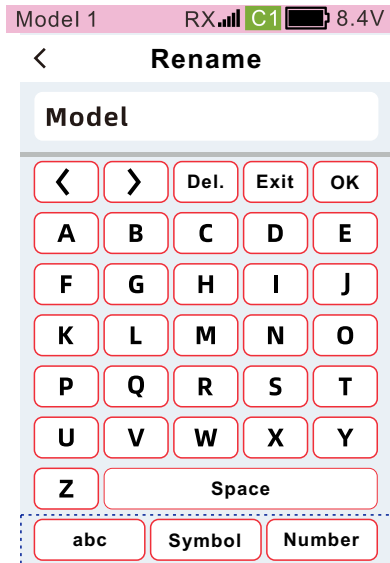 Model 1 RX C1 8.4V
< Rename
Model
< > Del. Exit OK
A B C D E
F G H I J
K L M N O
P Q R S T
U V W X Y
Z Space
abc Symbol Number